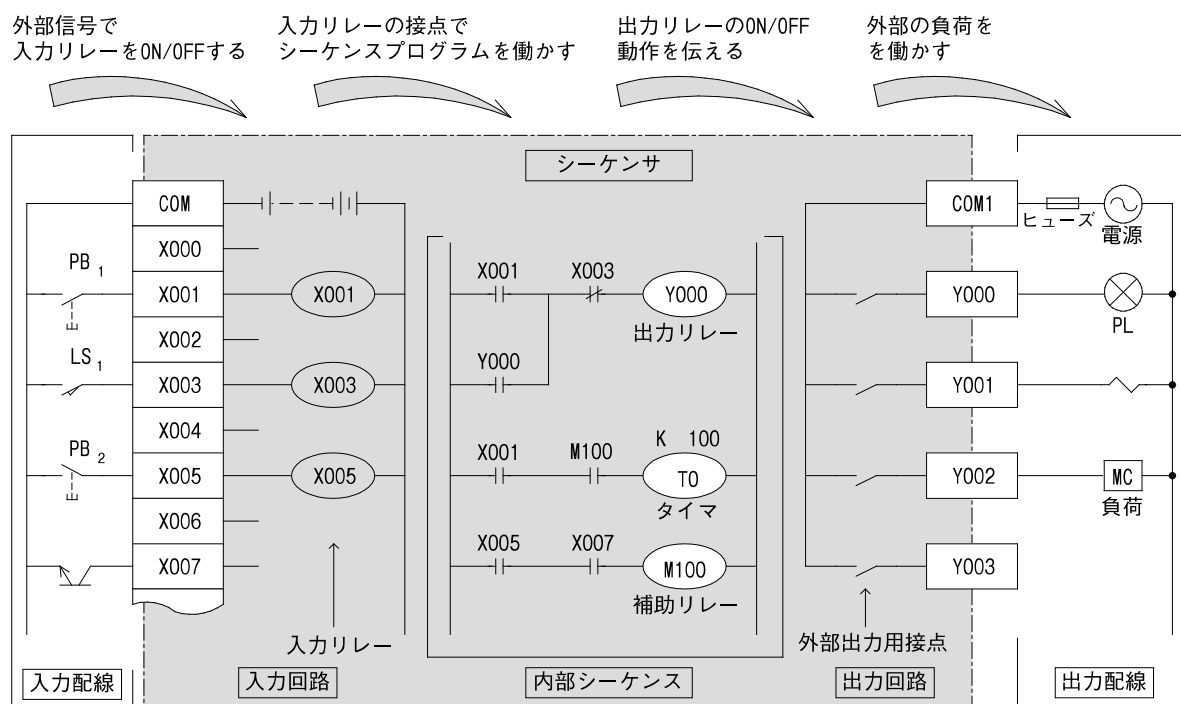 外部信号で
入力リレーをON/OFFする
入力リレーの接点で
シーケンスプログラムを働かす
出力リレーのON/OFF
動作を伝える
外部の負荷を
を働かす
シーケンサ
COM
X000
PB1
X001
X002
LS1
X003
X004
PB2
X005
X006
X007
X001
X003
X005
入力リレー
X001
X003
Y000
出力リレー
Y000
X001
M100
K 100
T0
タイマ
X005
X007
M100
補助リレー
COM1
ヒューズ
電源
Y000
PL
Y001
Y002
MC
負荷
Y003
外部出力用接点
入力配線
入力回路
内部シーケンス
出力回路
出力配線